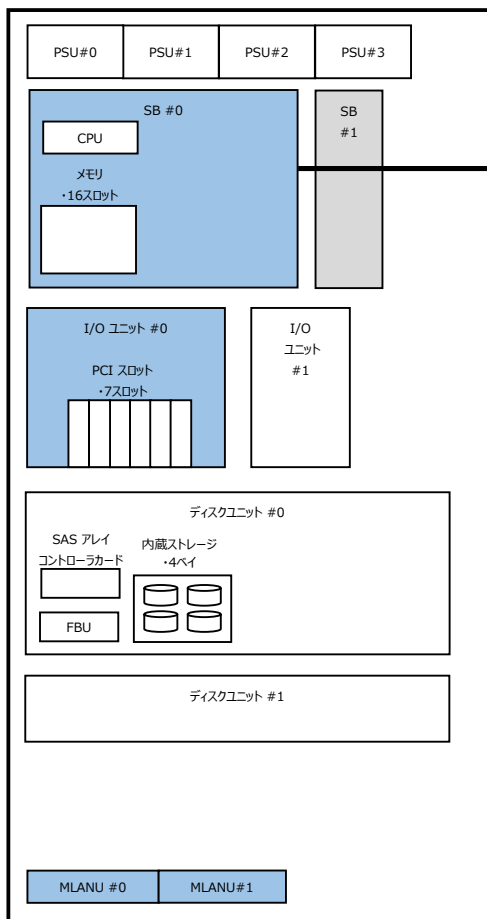 PSU#0 PSU#1 PSU#2 PSU#3
SB #0
CPU
メモリ
・16スロット
SB
#1
I/O ユニット #0
PCI スロット
・7スロット
I/O
ユニット
#1
ディスクユニット #0
SAS アレイ
コントローラカード
FBU
内蔵ストレージ
・4ベイ
ディスクユニット #1
MLANU #0 MLANU#1